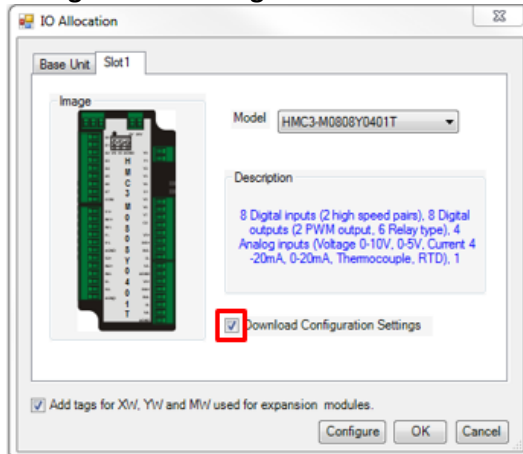 IO Allocation
Base Unit
Slot1
Image
HMC3M0808Y0401T
Model
HMC3-M0808Y0401T
Description
8 Digital inputs (2 high speed pairs), 8 Digital
outputs (2 PWM output, 6 Relay type), 4
Analog inputs (Voltage 0-10V, 0-5V, Current 4
-20mA, 0-20mA, Thermocouple, RTD), 1
Download Configuration Settings
Add tags for XW, YW and MW used for expansion modules.
Configure
OK
Cancel